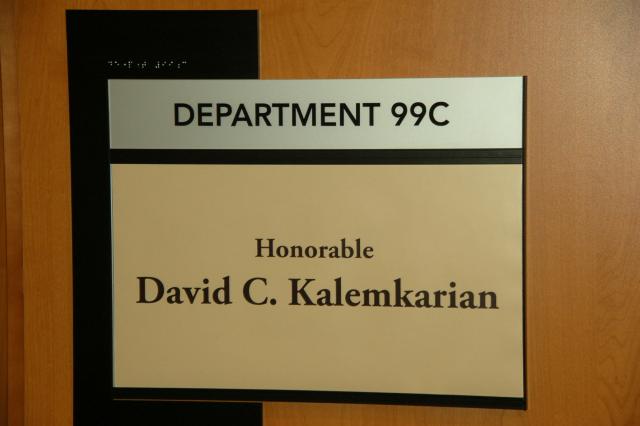 DEPARTMENT 99C
Honorable
David C. Kalemkarian